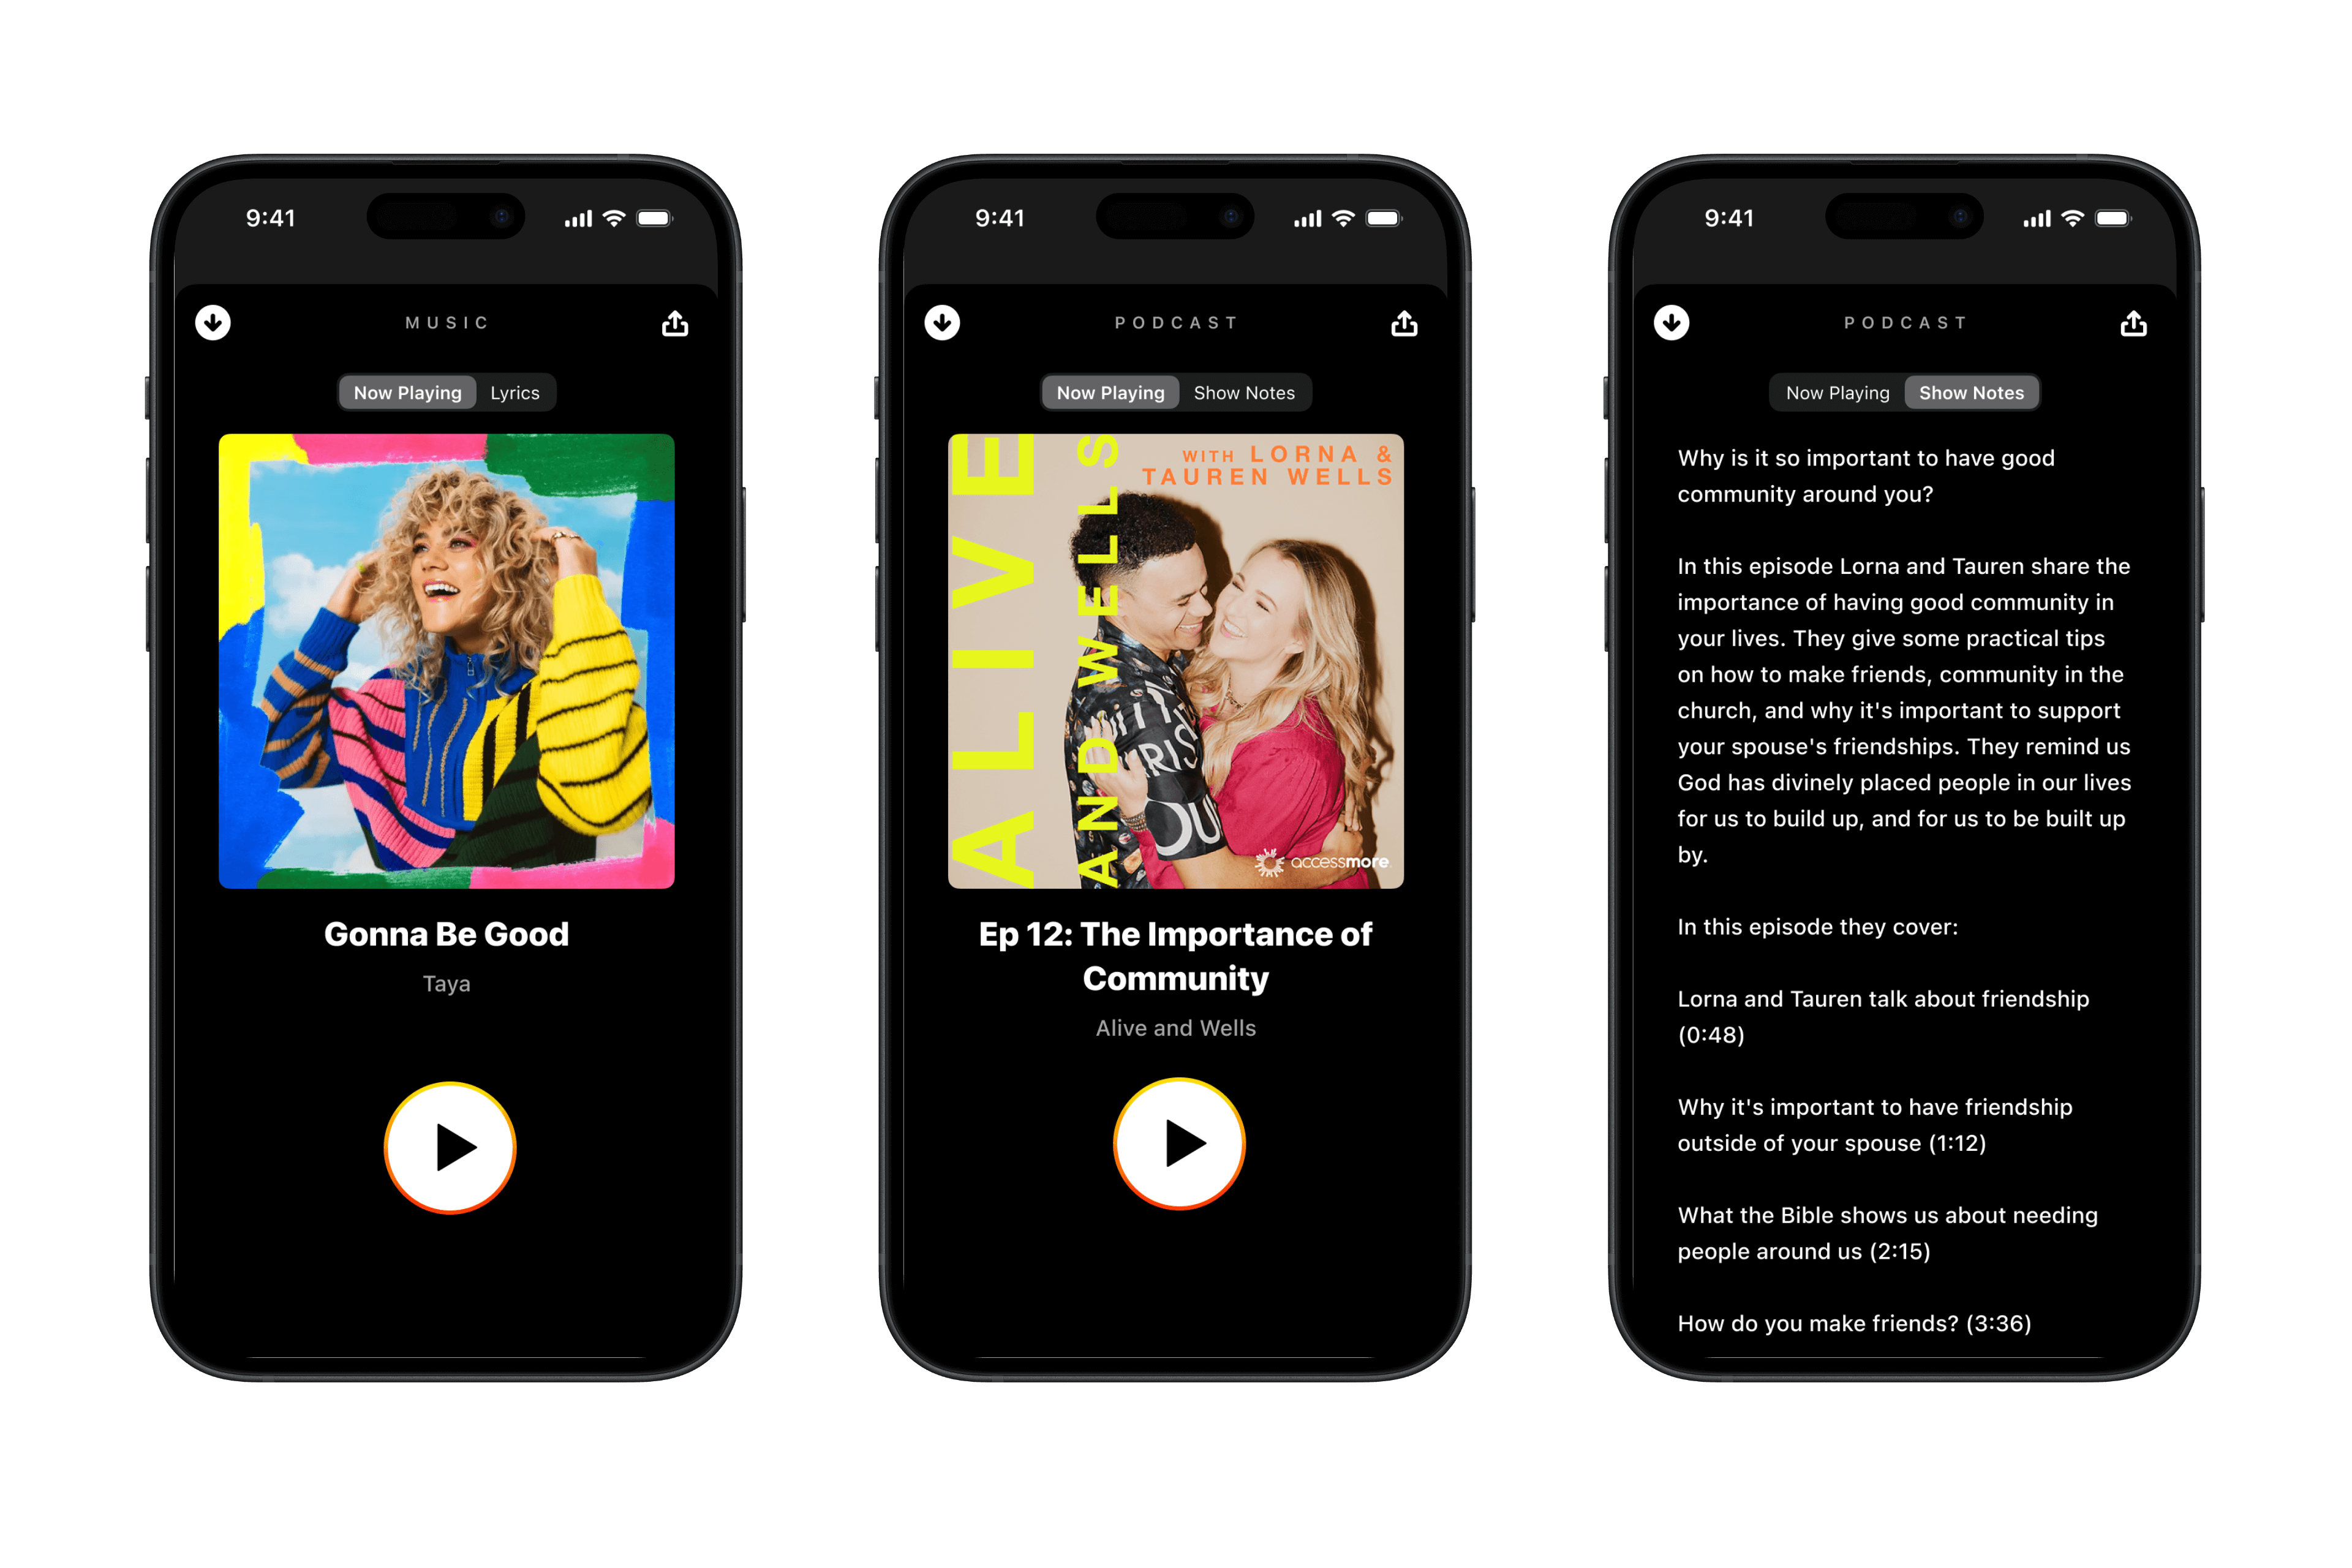 9:41
MUSIC
Now Playing
Lyrics
Gonna Be Good
Taya
9:41
PODCAST
Now Playing
Show Notes
ALIVE
AND WELLS
WITH LORNA &
TAUREN WELLS
RIS
OU
accessmore
Ep 12: The Importance of
Community
Alive and Wells
9:41
PODCAST
Now Playing
Show Notes
Why is it so important to have good
community around you?
In this episode Lorna and Tauren share the
importance of having good community in
your lives. They give some practical tips
on how to make friends, community in the
church, and why it's important to support
your spouse's friendships. They remind us
God has divinely placed people in our lives
for us to build up, and for us to be built up
by.
In this episode they cover:
Lorna and Tauren talk about friendship
(0:48)
Why it's important to have friendship
outside of your spouse (1:12)
What the Bible shows us about needing
people around us (2:15)
How do you make friends? (3:36)